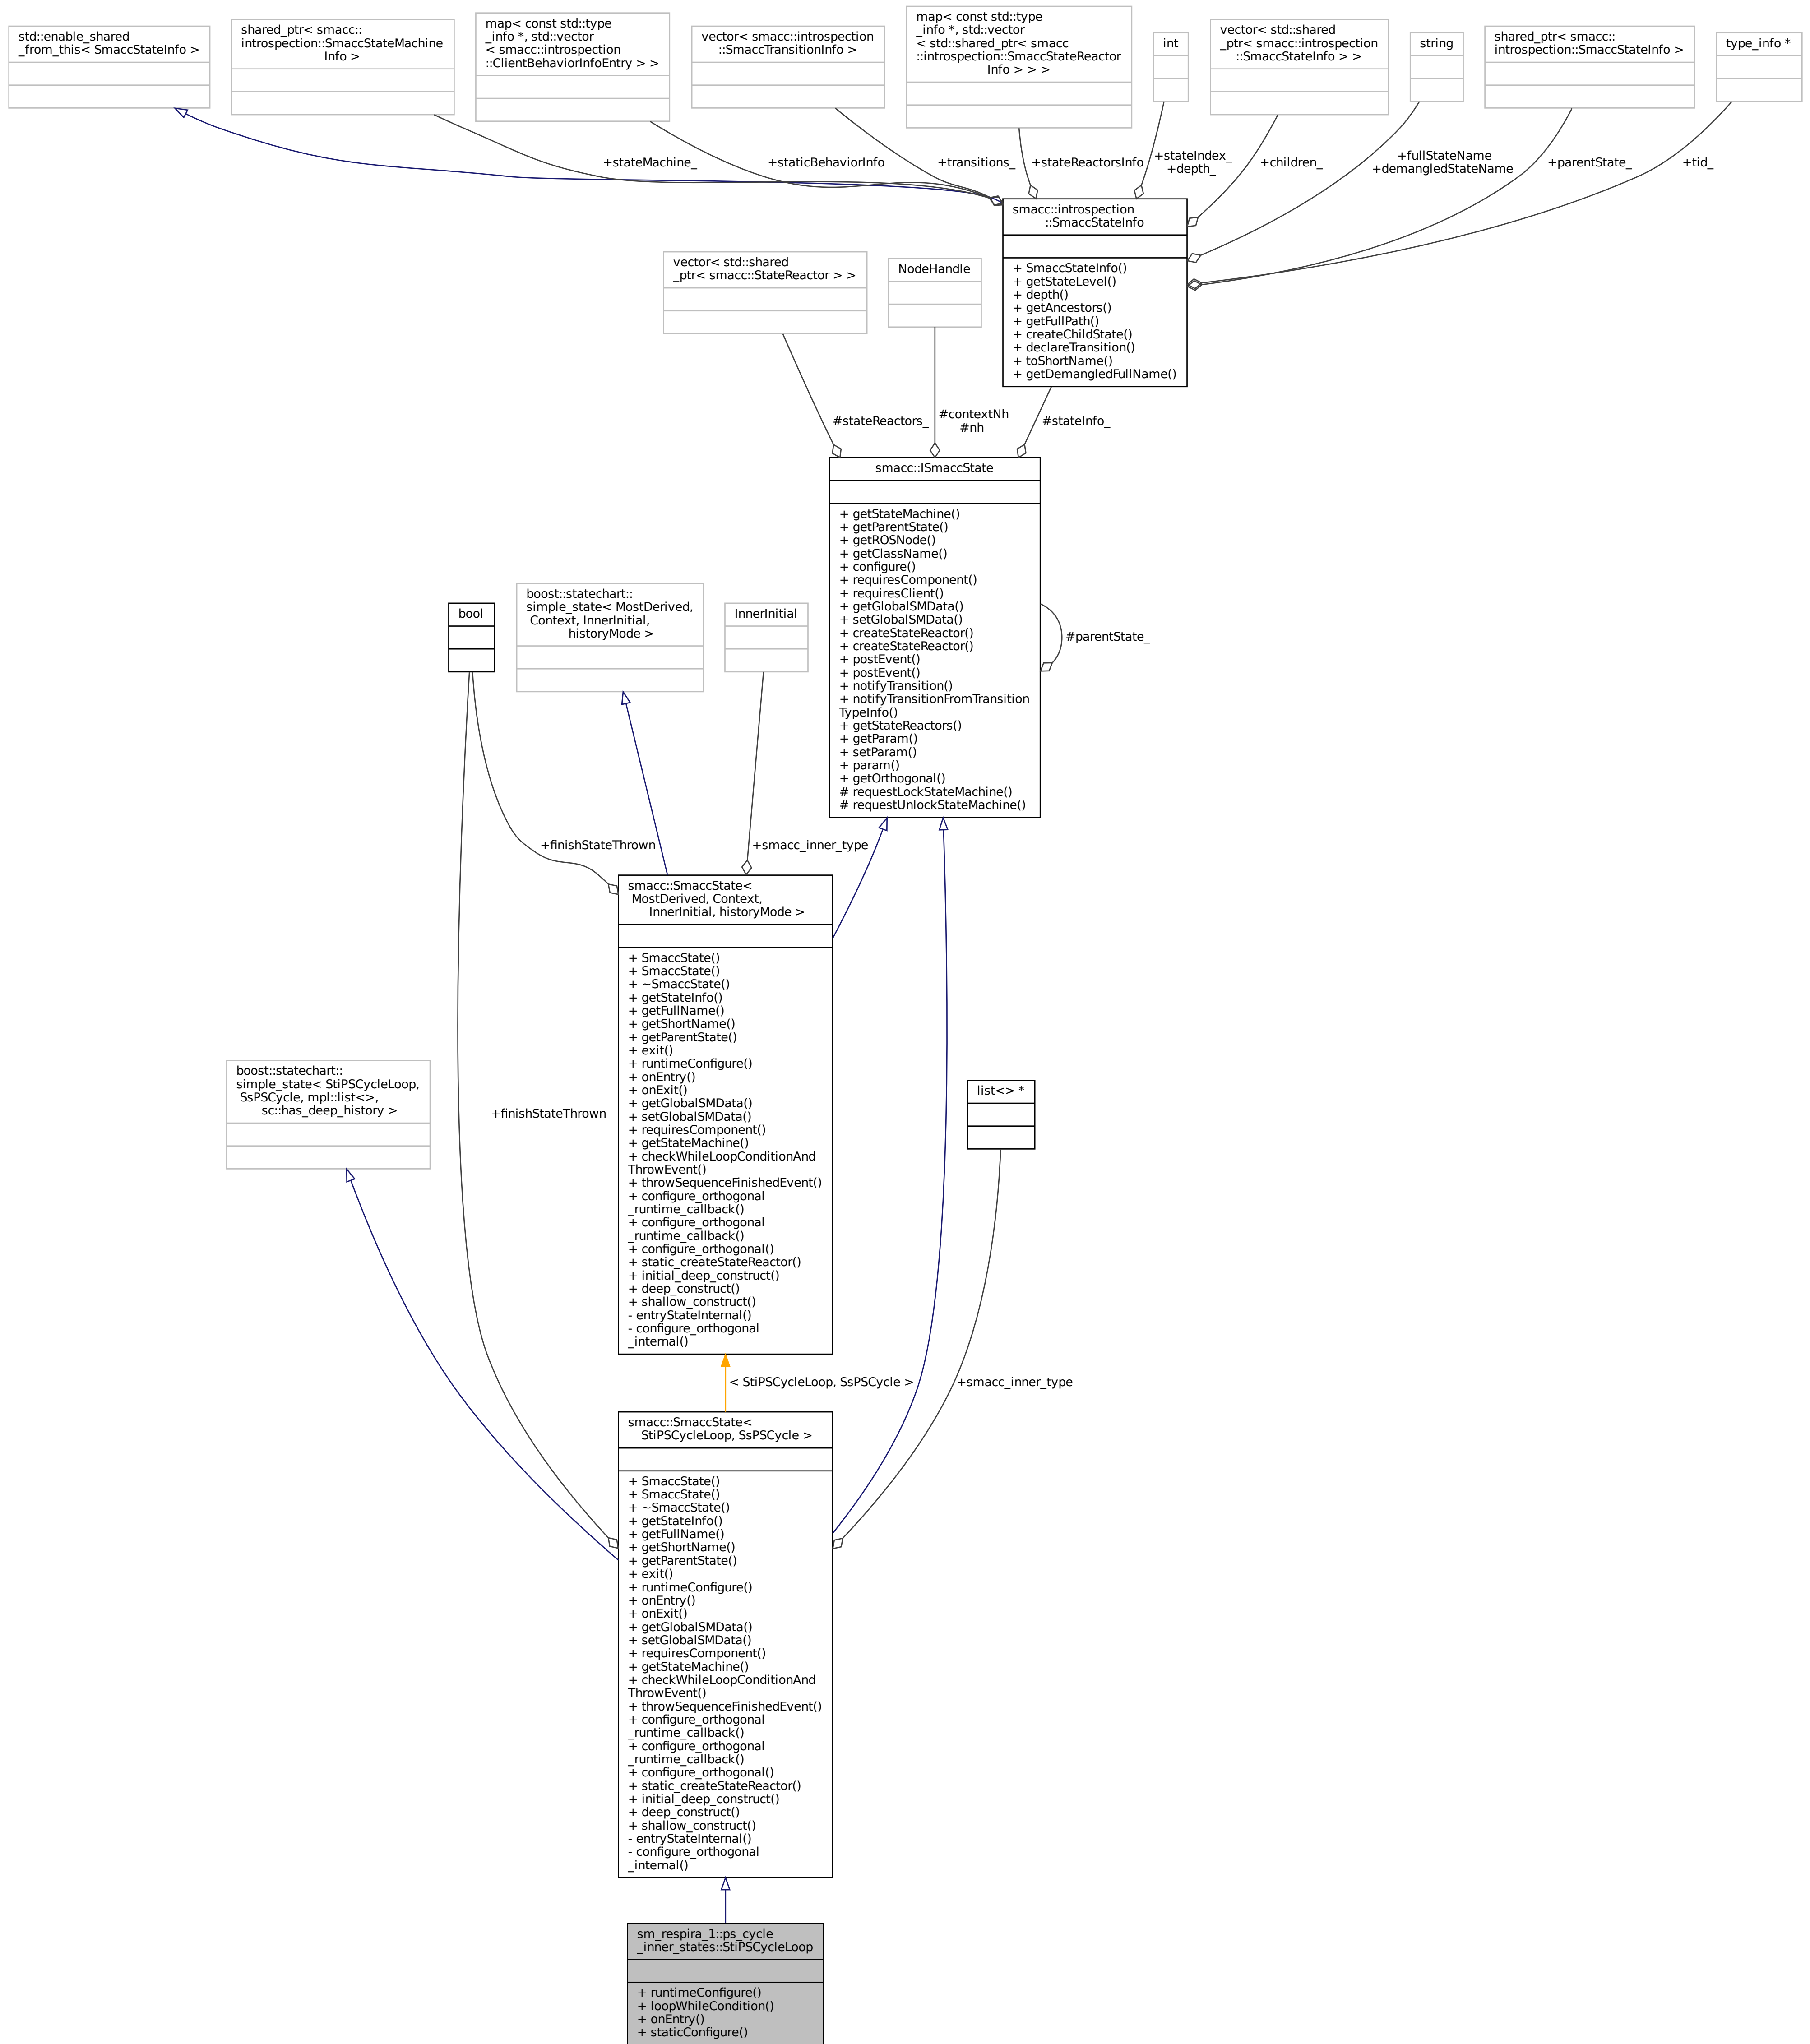 std::enable_shared
_from_this< SmaccStateInfo >
shared_ptr< smacc::
introspection::SmaccStateMachine
Info >
map< const std::type
_info *, std::vector
< smacc::introspection
::ClientBehaviorInfoEntry > >
vector< smacc::introspection
::SmaccTransitionInfo >
map< const std::type
_info *, std::vector
< std::shared_ptr< smacc
::introspection::SmaccStateReactor
Info > > >
int
vector< std::shared
_ptr< smacc::introspection
::SmaccStateInfo > >
string
shared_ptr< smacc::
introspection::SmaccStateInfo >
type_info *
+stateMachine_
+staticBehaviorInfo
+transitions_
+stateReactorsInfo
+stateIndex_
+depth_
+children_
+fullStateName
+demangledStateName
+parentState_
+tid_
smacc::introspection
::SmaccStateInfo
+ SmaccStateInfo()
+ getStateLevel()
+ depth()
+ getAncestors()
+ getFullPath()
+ createChildState()
+ declareTransition()
+ toShortName()
+ getDemangledFullName()
vector< std::shared
_ptr< smacc::StateReactor > >
NodeHandle
#stateReactors_
#contextNh
#nh
#stateInfo_
smacc::ISmaccState
+ getStateMachine()
+ getParentState()
+ getROSNode()
+ getClassName()
+ configure()
+ requiresComponent()
+ requiresClient()
+ getGlobalSMData()
+ setGlobalSMData()
+ createStateReactor()
+ createStateReactor()
+ postEvent()
+ postEvent()
+ notifyTransition()
+ notifyTransitionFromTransition
TypeInfo()
+ getStateReactors()
+ getParam()
+ setParam()
+ param()
+ getOrthogonal()
# requestLockStateMachine()
# requestUnlockStateMachine()
#parentState_
bool
boost::statechart::
simple_state< MostDerived,
Context, InnerInitial,
historyMode >
InnerInitial
+finishStateThrown
+smacc_inner_type
smacc::SmaccState<
MostDerived, Context,
InnerInitial, historyMode >
+ SmaccState()
+ SmaccState()
+ ~SmaccState()
+ getStateInfo()
+ getFullName()
+ getShortName()
+ getParentState()
+ exit()
+ runtimeConfigure()
+ onEntry()
+ onExit()
+ getGlobalSMData()
+ setGlobalSMData()
+ requiresComponent()
+ getStateMachine()
+ checkWhileLoopConditionAnd
ThrowEvent()
+ throwSequenceFinishedEvent()
+ configure_orthogonal
_runtime_callback()
+ configure_orthogonal
_runtime_callback()
+ configure_orthogonal()
+ static_createStateReactor()
+ initial_deep_construct()
+ deep_construct()
+ shallow_construct()
- entryStateInternal()
- configure_orthogonal
_internal()
boost::statechart::
simple_state< StiPSCycleLoop,
SsPSCycle, mpl::list<>,
sc::has_deep_history >
+finishStateThrown
list<> *
< StiPSCycleLoop, SsPSCycle >
+smacc_inner_type
smacc::SmaccState<
StiPSCycleLoop, SsPSCycle >
+ SmaccState()
+ SmaccState()
+ ~SmaccState()
+ getStateInfo()
+ getFullName()
+ getShortName()
+ getParentState()
+ exit()
+ runtimeConfigure()
+ onEntry()
+ onExit()
+ getGlobalSMData()
+ setGlobalSMData()
+ requiresComponent()
+ getStateMachine()
+ checkWhileLoopConditionAnd
ThrowEvent()
+ throwSequenceFinishedEvent()
+ configure_orthogonal
_runtime_callback()
+ configure_orthogonal
_runtime_callback()
+ configure_orthogonal()
+ static_createStateReactor()
+ initial_deep_construct()
+ deep_construct()
+ shallow_construct()
- entryStateInternal()
- configure_orthogonal
_internal()
sm_respira_1::ps_cycle
_inner_states::StiPSCycleLoop
+ runtimeConfigure()
+ loopWhileCondition()
+ onEntry()
+ staticConfigure()